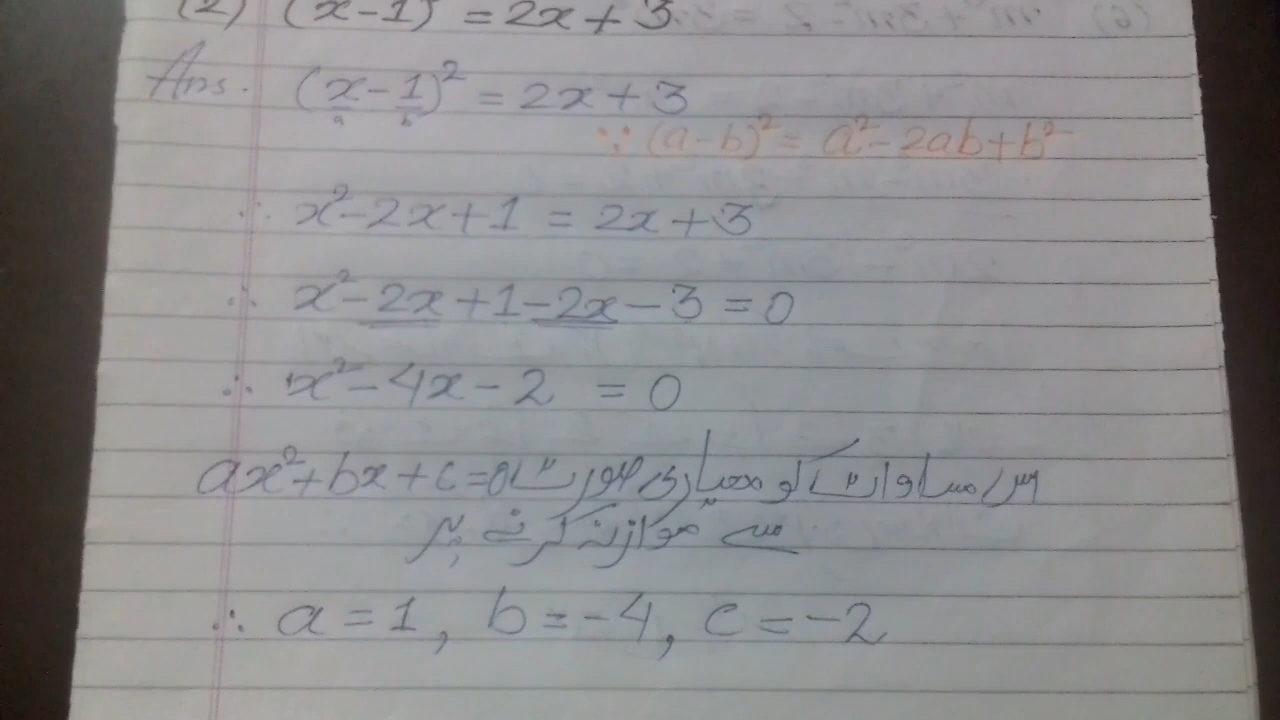 (2) (x-1) = 2x+3
Ans. (x-1)² = 2x+3
a b
∵ (a-b)² = a²-2ab+b²
∴ x²-2x+1 = 2x+3
∴ x²-2x+1-2x-3=0
∴ x²-4x-2 = 0
اس مساوات کو معیاری صورت ax²+bx+c=0
سے موازنہ کرنے پر
∴ a=1, b=-4, c=-2